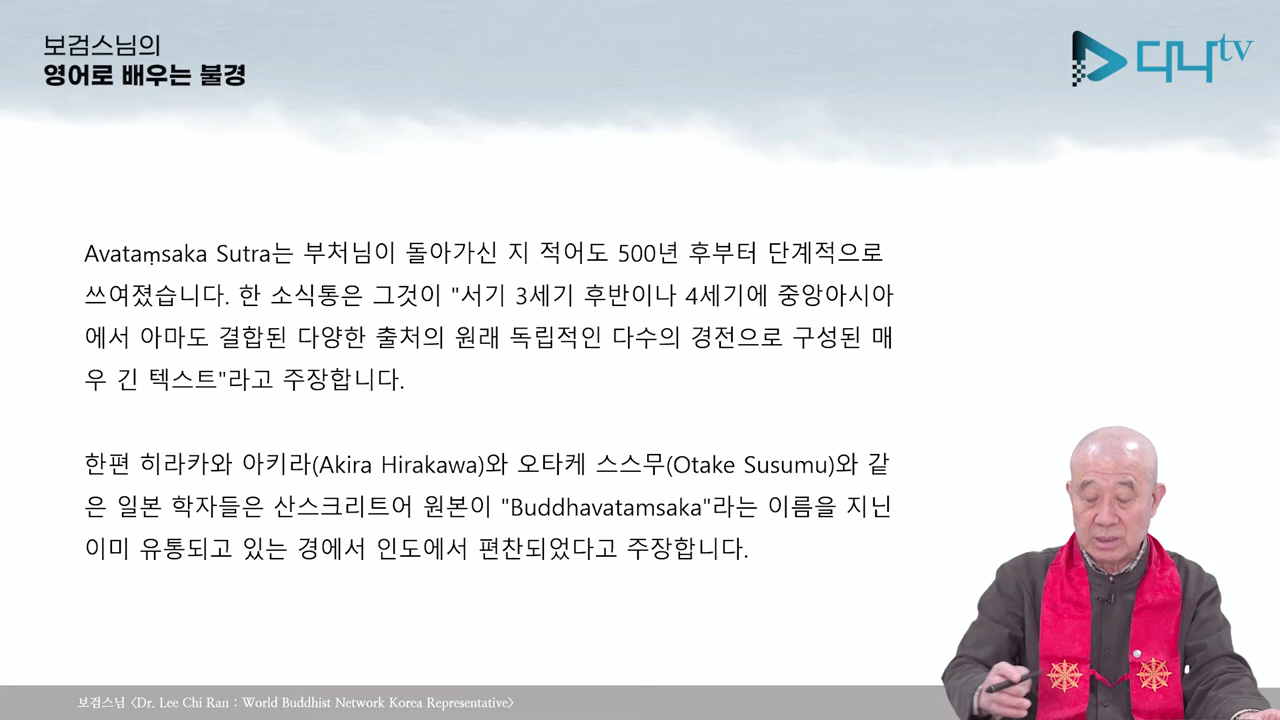 보검스님의
영어로 배우는 불경
디나tv
Avataṃsaka Sutra는 부처님이 돌아가신 지 적어도 500년 후부터 단계적으로
쓰여졌습니다. 한 소식통은 그것이 "서기 3세기 후반이나 4세기에 중앙아시아
에서 아마도 결합된 다양한 출처의 원래 독립적인 다수의 경전으로 구성된 매
우 긴 텍스트"라고 주장합니다.
한편 히라카와 아키라(Akira Hirakawa)와 오타케 스스무(Otake Susumu)와 같
은 일본 학자들은 산스크리트어 원본이 "Buddhavatamsaka"라는 이름을 지닌
이미 유통되고 있는 경에서 인도에서 편찬되었다고 주장합니다.
보검스님 <Dr. Lee Chi Ran : World Buddhist Network Korea Representative>